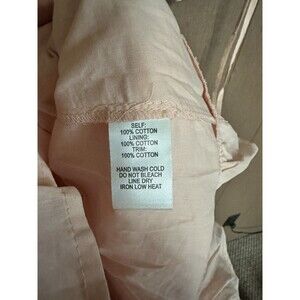 SELF:
100% COTTON
LINING:
100% COTTON
TRIM:
100% COTTON
HAND WASH COLD
DO NOT BLEACH
LINE DRY
IRON LOW HEAT